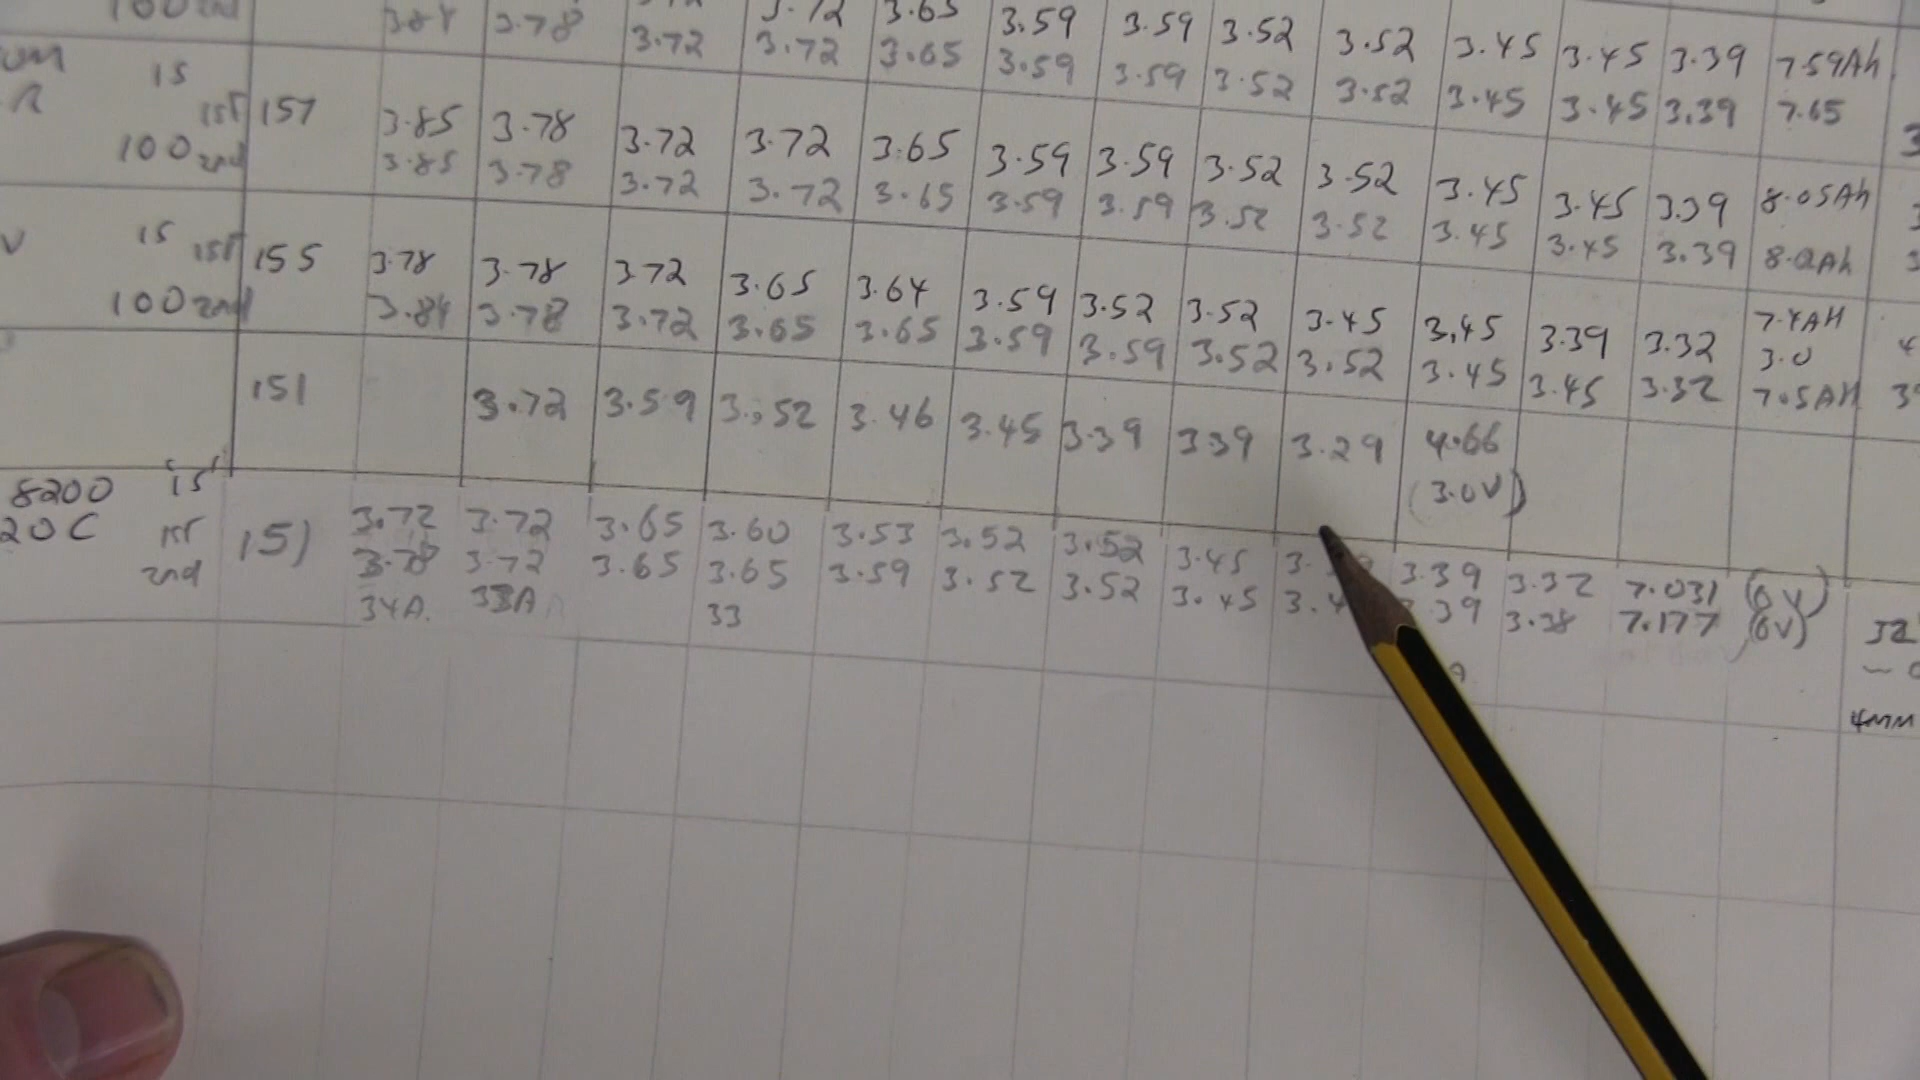 3.65 3.59 3.59 3.52 3.52 3.45 3.45 3.39 7.59Ah
3.84 3.78 3.72 3.72 3.65 3.59 3.59 3.52 3.52 3.45 3.45 3.39 7.65
15
1ST 157 3.85 3.78 3.72 3.72 3.65 3.59 3.59 3.52 3.52 3.45 3.45 3.39 8.05Ah
100 2nd 3.85 3.78 3.72 3.72 3.65 3.59 3.59 3.52 3.52 3.45 3.45 3.39 8.2Ah
V 15 1ST 155 3.78 3.78 3.72 3.65 3.64 3.59 3.52 3.52 3.45 3.45 3.39 3.32 7.4AH
3.0
100 2nd 3.84 3.78 3.72 3.65 3.65 3.59 3.59 3.52 3.52 3.45 3.45 3.32 7.5AH
151 3.72 3.59 3.52 3.46 3.45 3.39 3.39 3.29 4.66
(3.0V)
8200 15
20C 1ST 151 3.72 3.72 3.65 3.60 3.53 3.52 3.52 3.45 3.39 3.32 7.031 (6V)
2nd 3.78 3.72 3.65 3.65 3.59 3.52 3.52 3.45 39 3.38 7.177 (6V)
34A. 33A 33
4MM